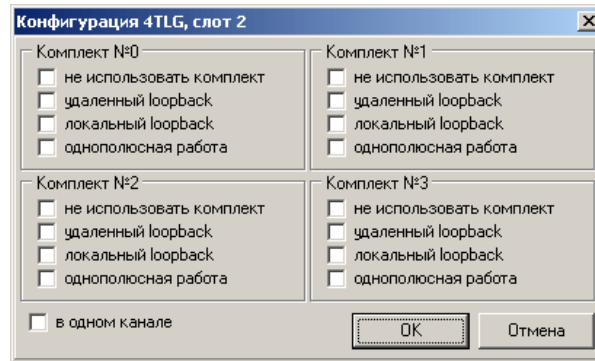 Конфигурация 4TLG, слот 2
Комплект №0
не использовать комплект
удаленный loopback
локальный loopback
однополюсная работа
Комплект №1
не использовать комплект
удаленный loopback
локальный loopback
однополюсная работа
Комплект №2
не использовать комплект
удаленный loopback
локальный loopback
однополюсная работа
Комплект №3
не использовать комплект
удаленный loopback
локальный loopback
однополюсная работа
в одном канале
OK
Отмена